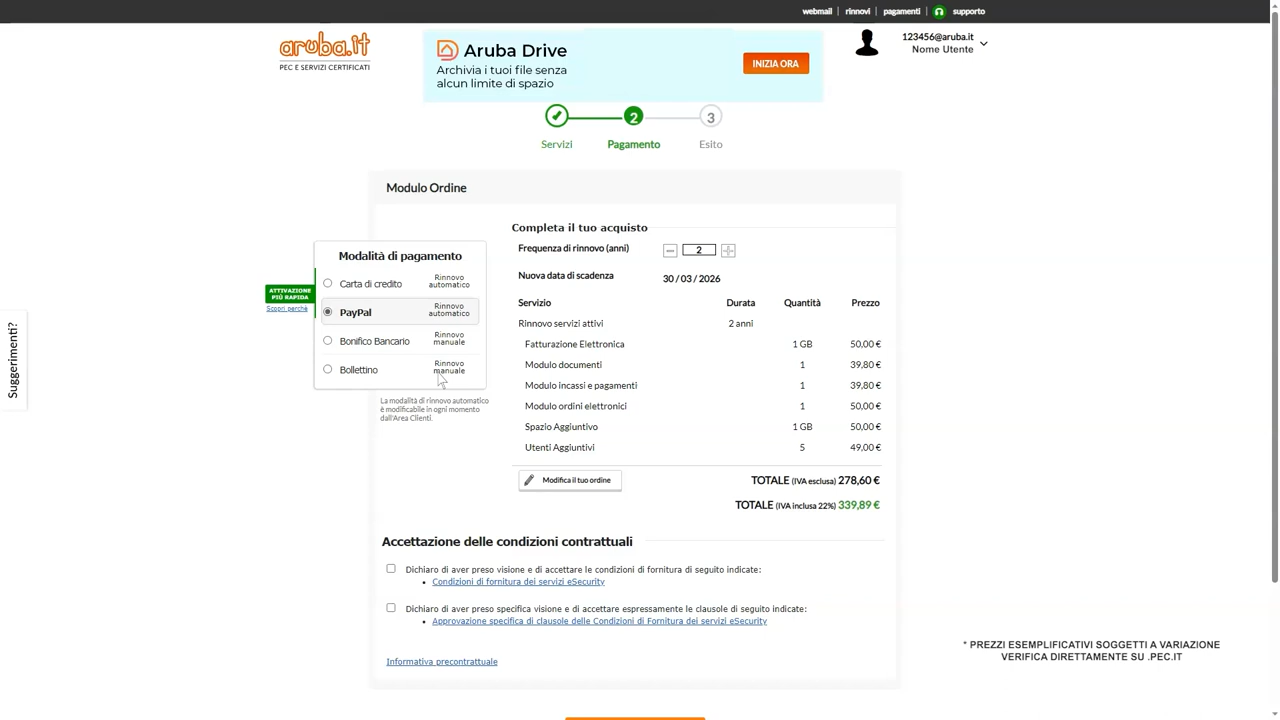 webmail | rinnovi | pagamenti | supporto
aruba.it
PEC E SERVIZI CERTIFICATI
Aruba Drive
Archivia i tuoi file senza
alcun limite di spazio
INIZIA ORA
123456@aruba.it
Nome Utente
2
3
Servizi
Pagamento
Esito
Modulo Ordine
Completa il tuo acquisto
Frequenza di rinnovo (anni) 2
Nuova data di scadenza 30 / 03 / 2026
Modalità di pagamento
Carta di credito Rinnovo automatico
PayPal Rinnovo automatico
Bonifico Bancario Rinnovo manuale
Bollettino Rinnovo manuale
ATTIVAZIONE
PIÙ RAPIDA
Scopri perchè
La modalità di rinnovo automatico
è modificabile in ogni momento
dall'Area Clienti.
Servizio Durata Quantità Prezzo
Rinnovo servizi attivi 2 anni
Fatturazione Elettronica 1 GB 50,00 €
Modulo documenti 1 39,80 €
Modulo incassi e pagamenti 1 39,80 €
Modulo ordini elettronici 1 50,00 €
Spazio Aggiuntivo 1 GB 50,00 €
Utenti Aggiuntivi 5 49,00 €
Modifica il tuo ordine
TOTALE (IVA esclusa) 278,60 €
TOTALE (IVA inclusa 22%) 339,89 €
Accettazione delle condizioni contrattuali
Dichiaro di aver preso visione e di accettare le condizioni di fornitura di seguito indicate:
Condizioni di fornitura dei servizi eSecurity
Dichiaro di aver preso specifica visione e di accettare espressamente le clausole di seguito indicate:
Approvazione specifica di clausole delle Condizioni di Fornitura dei servizi eSecurity
Informativa precontrattuale
Suggerimenti?
* PREZZI ESEMPLIFICATIVI SOGGETTI A VARIAZIONE
VERIFICA DIRETTAMENTE SU .PEC.IT